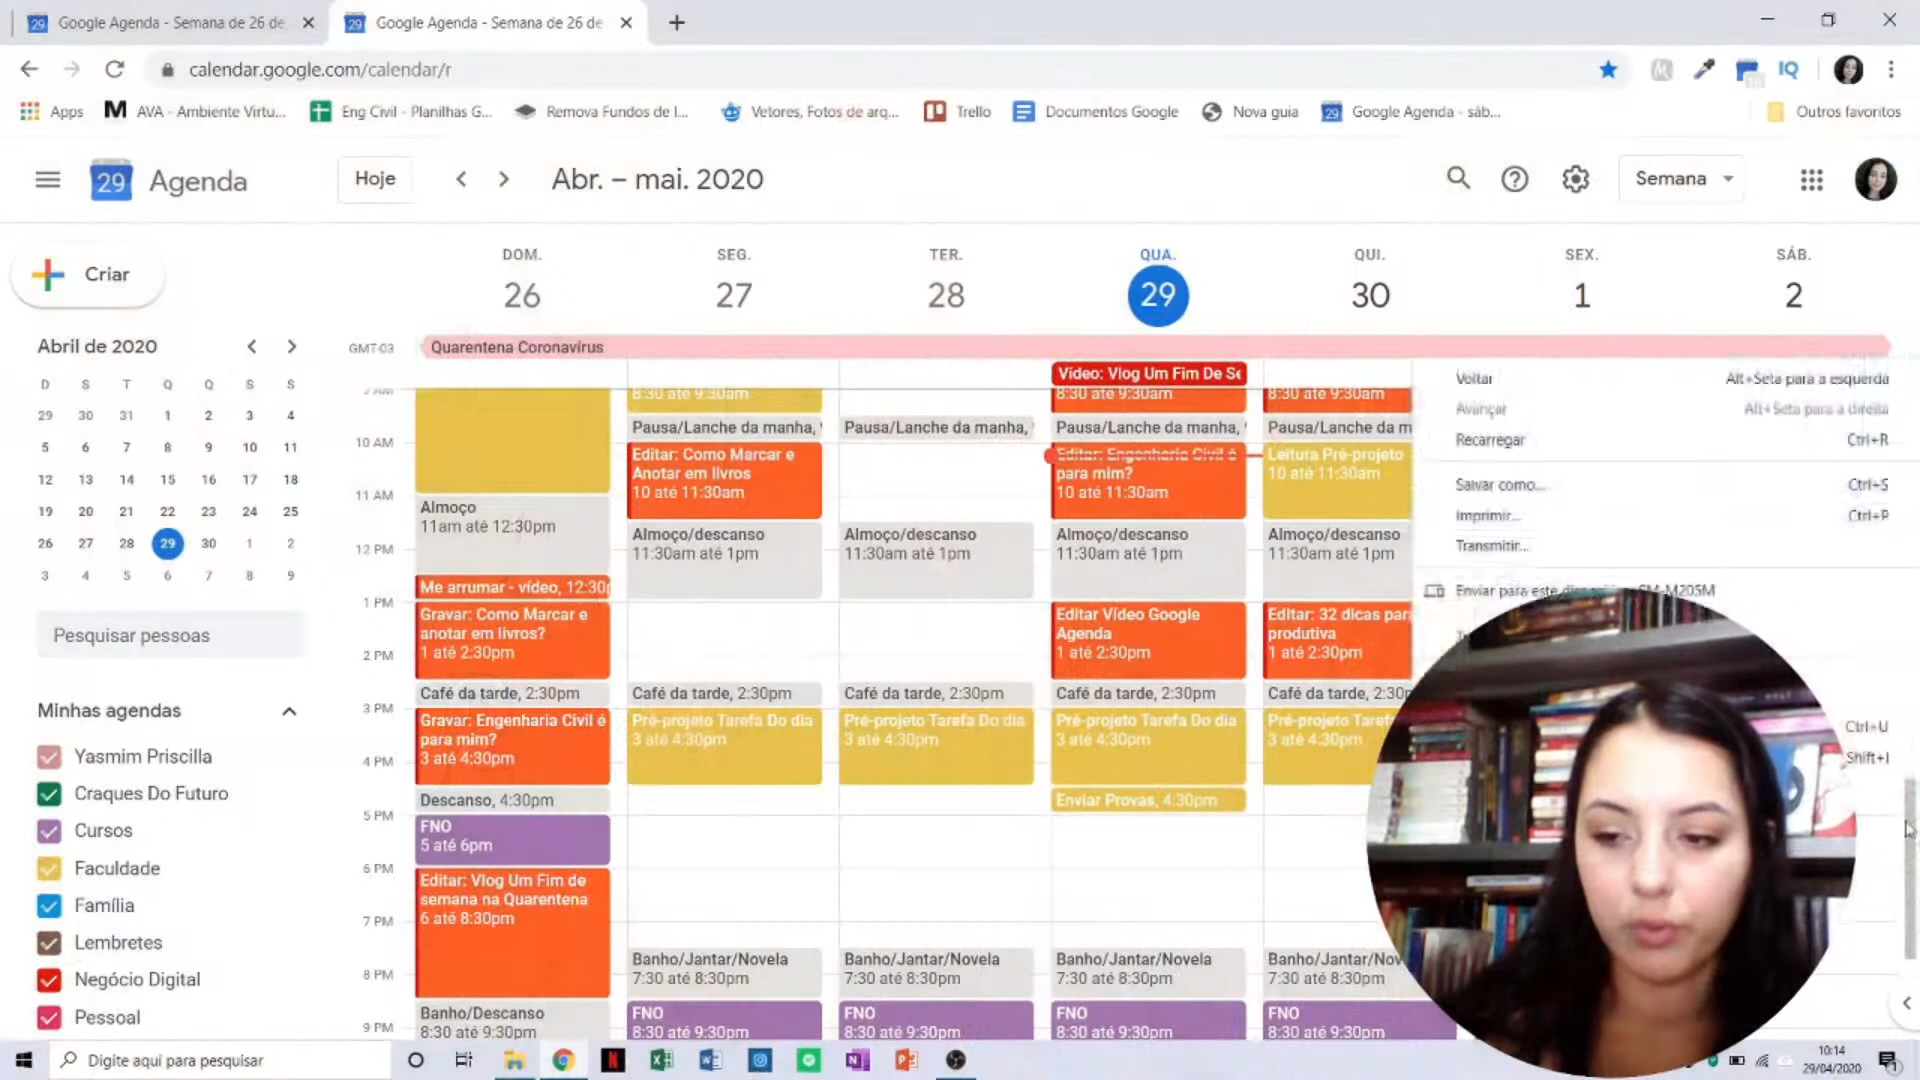 Google Agenda - Semana de 26 de
Google Agenda - Semana de 26 de
calendar.google.com/calendar/r
IQ
Apps
AVA - Ambiente Virtu...
Eng Civil - Planilhas G...
Remova Fundos de I...
Vetores, Fotos de arq...
Trello
Documentos Google
Nova guia
Google Agenda - sáb...
Outros favoritos
29
Agenda
Hoje
Abr. – mai. 2020
Semana
Criar
DOM.
26
SEG.
27
TER.
28
QUA.
29
QUI.
30
SEX.
1
SÁB.
2
Abril de 2020
D S T Q Q S S
29 30 31 1 2 3 4
5 6 7 8 9 10 11
12 13 14 15 16 17 18
19 20 21 22 23 24 25
26 27 28 29 30 1 2
3 4 5 6 7 8 9
Pesquisar pessoas
Minhas agendas
Yasmim Priscilla
Craques Do Futuro
Cursos
Faculdade
Família
Lembretes
Negócio Digital
Pessoal
GMT-03
Quarentena Coronavírus
10 AM
11 AM
12 PM
1 PM
2 PM
3 PM
4 PM
5 PM
6 PM
7 PM
8 PM
9 PM
Almoço
11am até 12:30pm
Me arrumar - vídeo, 12:30p
Gravar: Como Marcar e
anotar em livros?
1 até 2:30pm
Café da tarde, 2:30pm
Gravar: Engenharia Civil é
para mim?
3 até 4:30pm
Descanso, 4:30pm
FNO
5 até 6pm
Editar: Vlog Um Fim de
semana na Quarentena
6 até 8:30pm
Banho/Descanso
8:30 até 9:30pm
8:30 até 9:30am
Pausa/Lanche da manha,
Editar: Como Marcar e
Anotar em livros
10 até 11:30am
Almoço/descanso
11:30am até 1pm
Café da tarde, 2:30pm
Pré-projeto Tarefa Do dia
3 até 4:30pm
Banho/Jantar/Novela
7:30 até 8:30pm
FNO
8:30 até 9:30pm
Pausa/Lanche da manha,
Almoço/descanso
11:30am até 1pm
Café da tarde, 2:30pm
Pré-projeto Tarefa Do dia
3 até 4:30pm
Banho/Jantar/Novela
7:30 até 8:30pm
FNO
8:30 até 9:30pm
Vídeo: Vlog Um Fim De Se
8:30 até 9:30am
Pausa/Lanche da manha,
Editar: Engenharia Civil é
para mim?
10 até 11:30am
Almoço/descanso
11:30am até 1pm
Editar Vídeo Google
Agenda
1 até 2:30pm
Café da tarde, 2:30pm
Pré-projeto Tarefa Do dia
3 até 4:30pm
Enviar Provas, 4:30pm
Banho/Jantar/Novela
7:30 até 8:30pm
FNO
8:30 até 9:30pm
8:30 até 9:30am
Pausa/Lanche da m
Leitura Pré-projeto
10 até 11:30am
Almoço/descanso
11:30am até 1pm
Editar: 32 dicas par
produtiva
1 até 2:30pm
Café da tarde, 2:30p
Pré-projeto Tarefa
3 até 4:30pm
Banho/Jantar/Nov
7:30 até 8:30pm
FNO
8:30 até 9:30pm
Voltar Alt+Seta para a esquerda
Avançar Alt+Seta para a direita
Recarregar Ctrl+R
Salvar como... Ctrl+S
Imprimir... Ctrl+P
Transmitir...
Enviar para este SM-M205M
Ctrl+U
Shift+I
Digite aqui para pesquisar
10:14
29/04/2020